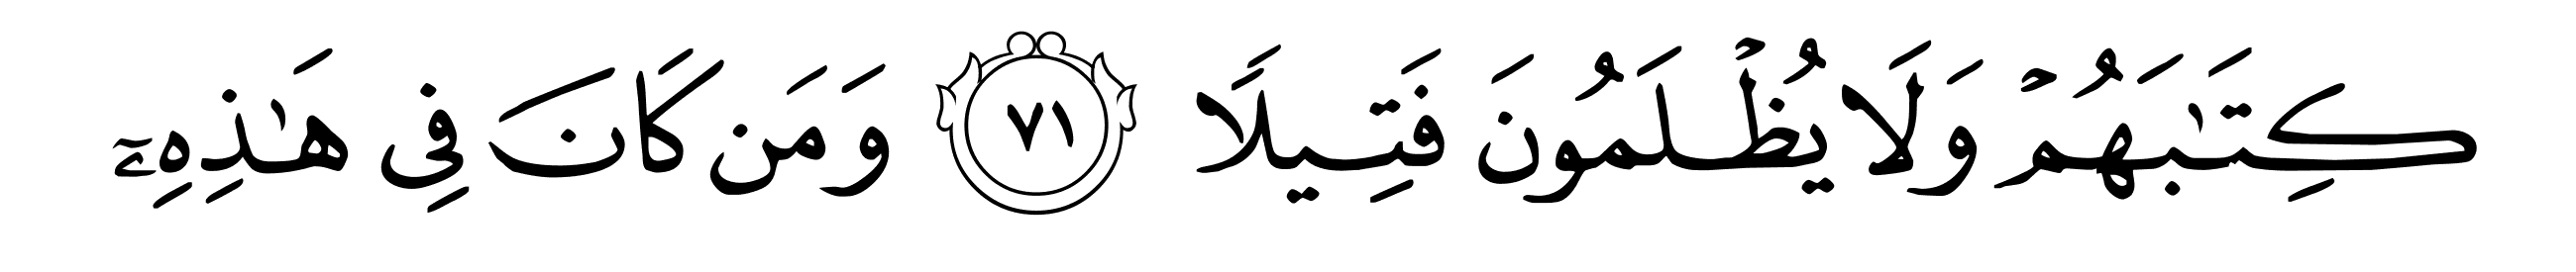 كِتَٰبَهُمْ وَلَا يُظْلَمُونَ فَتِيلًا ٧١ وَمَن كَانَ فِى هَٰذِهِۦٓ